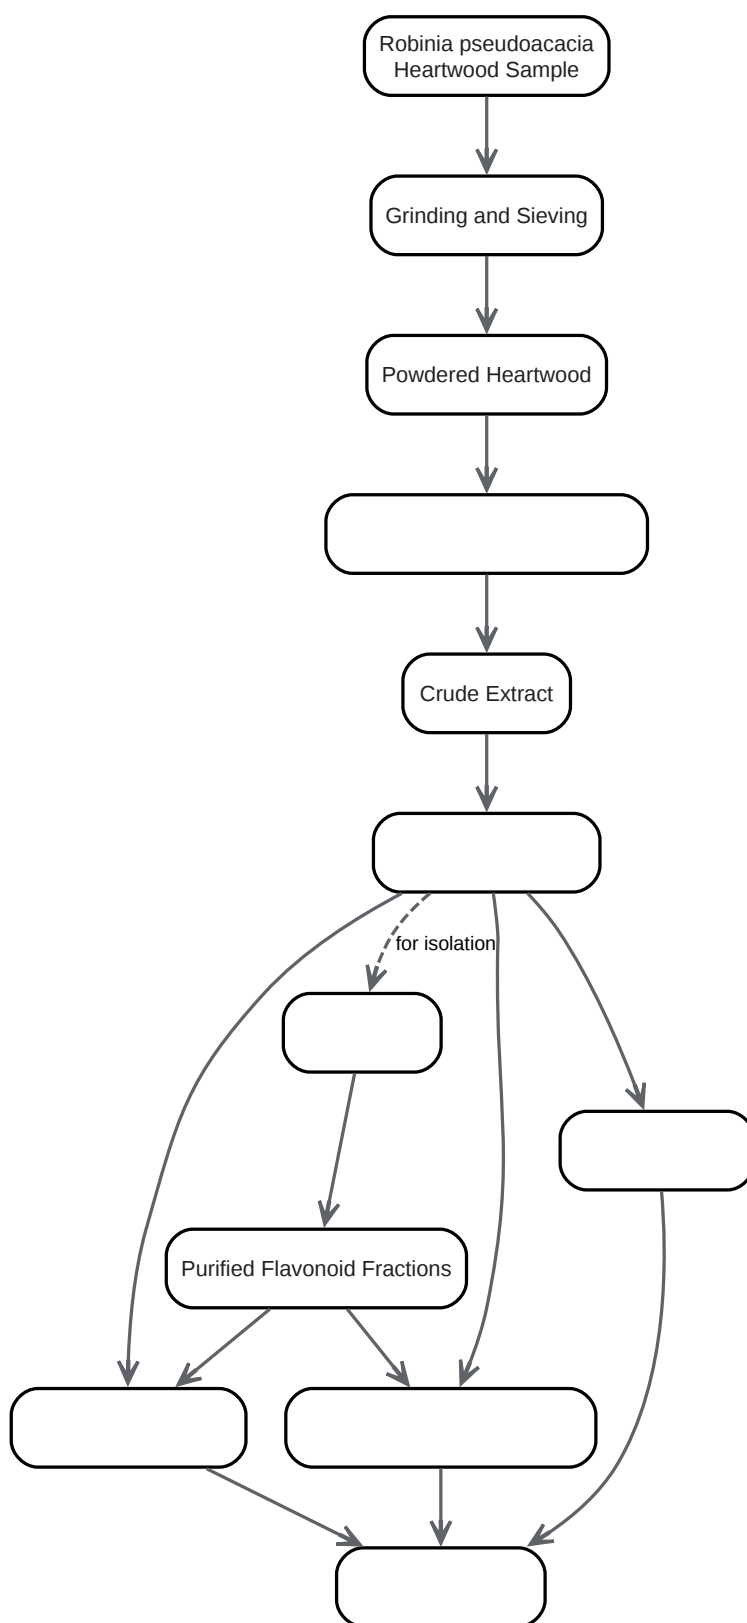 Robinia pseudoacacia
Heartwood Sample
Grinding and Sieving
Powdered Heartwood
Crude Extract
for isolation
Purified Flavonoid Fractions